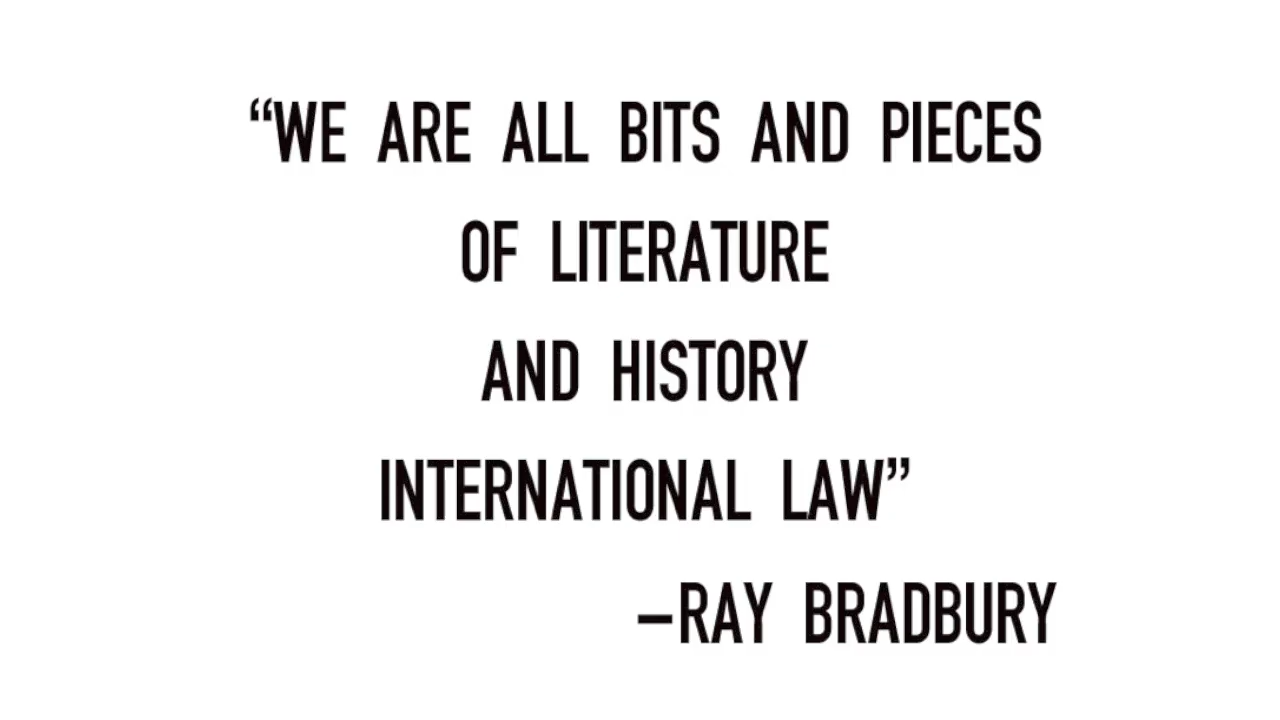 “WE ARE ALL BITS AND PIECES
OF LITERATURE
AND HISTORY
INTERNATIONAL LAW”
–RAY BRADBURY